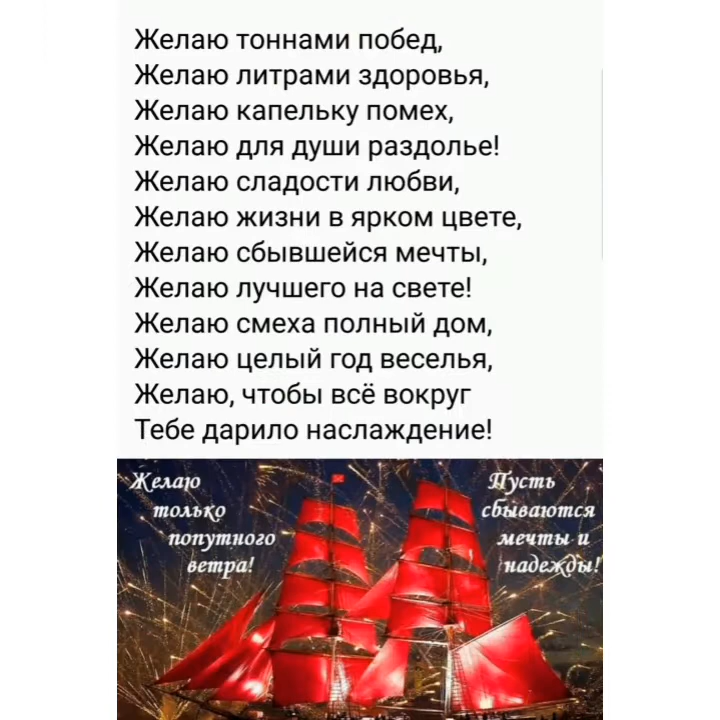 Желаю тоннами побед,
Желаю литрами здоровья,
Желаю капельку помех,
Желаю для души раздолье!
Желаю сладости любви,
Желаю жизни в ярком цвете,
Желаю сбывшейся мечты,
Желаю лучшего на свете!
Желаю смеха полный дом,
Желаю целый год веселья,
Желаю, чтобы всё вокруг
Тебе дарило наслаждение!
Желаю
только
попутного
ветра!
Пусть
сбываются
мечты и
надежды!